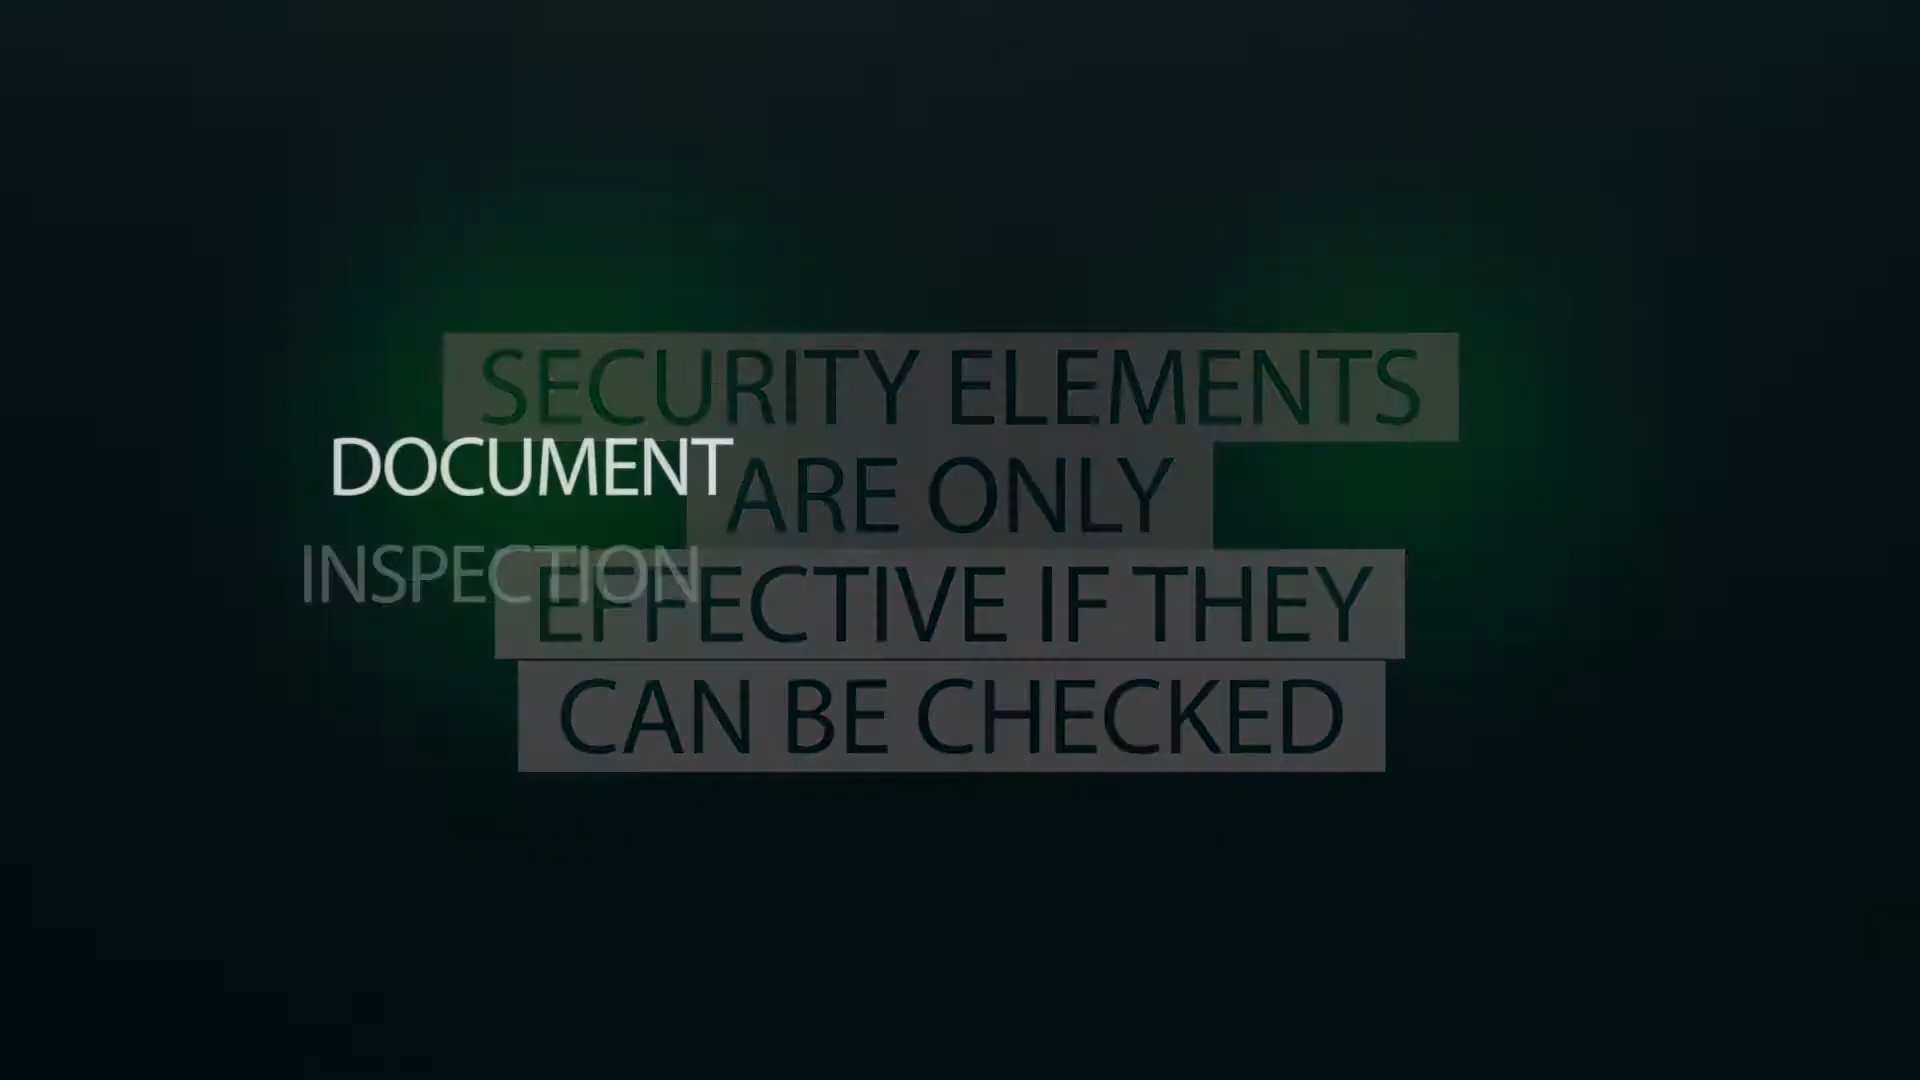 SECURITY ELEMENTS
ARE ONLY
EFFECTIVE IF THEY
CAN BE CHECKED
DOCUMENT
INSPECTION